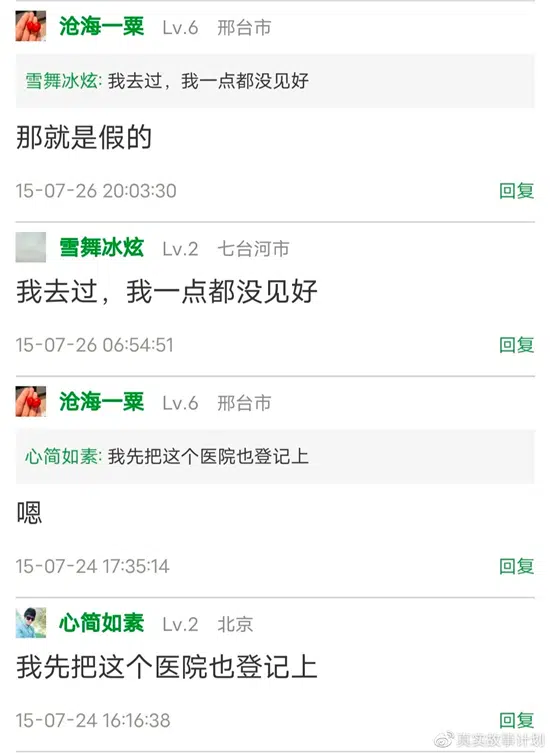 沧海一粟 Lv.6 邢台市
雪舞冰炫: 我去过，我一点都没见好
那就是假的
15-07-26 20:03:30 回复
雪舞冰炫 Lv.2 七台河市
我去过，我一点都没见好
15-07-26 06:54:51 回复
沧海一粟 Lv.6 邢台市
心简如素: 我先把这个医院也登记上
嗯
15-07-24 17:35:14 回复
心简如素 Lv.2 北京
我先把这个医院也登记上
15-07-24 16:16:38 回复
@真实故事计划